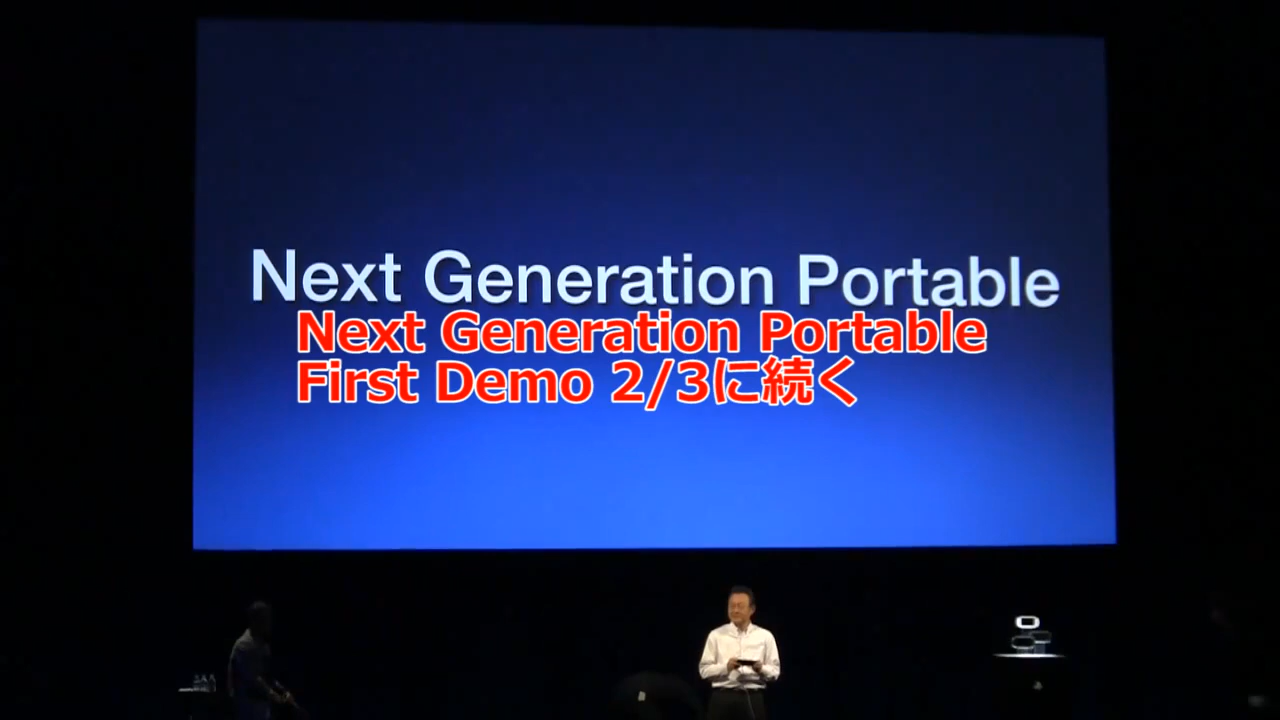 Next Generation Portable
Next Generation Portable
First Demo 2/3に続く